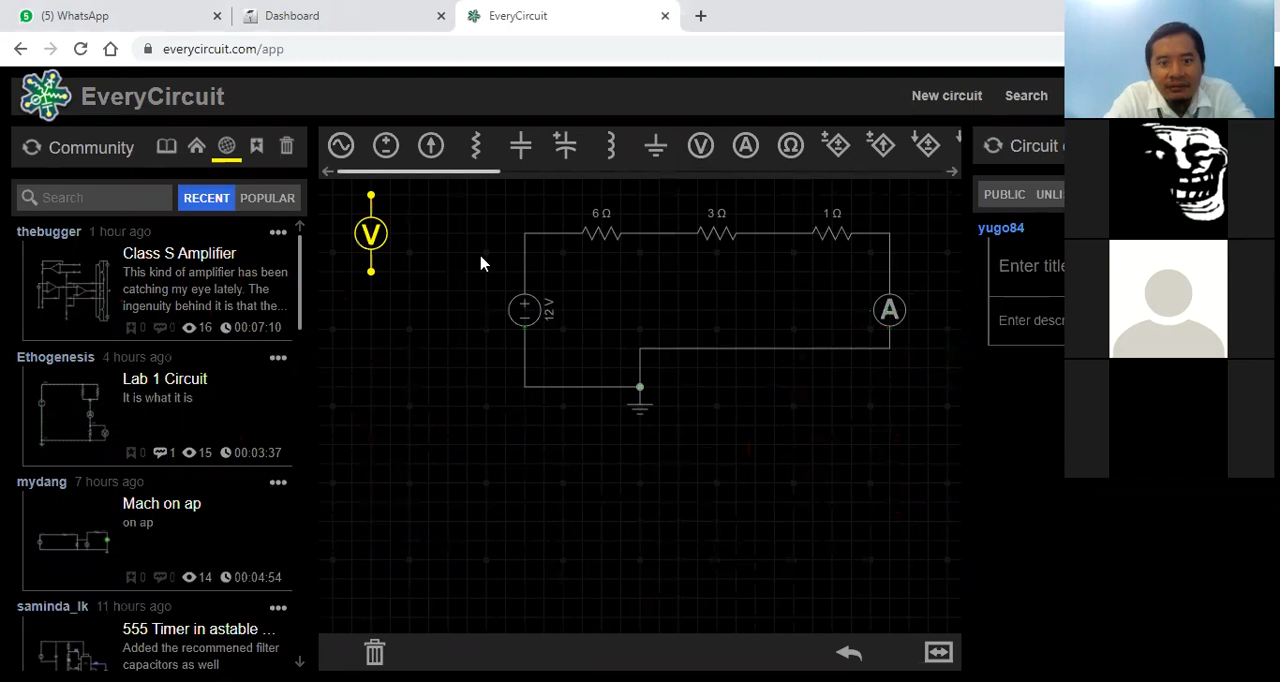 5 (5) WhatsApp
Dashboard
EveryCircuit
everycircuit.com/app
EveryCircuit
New circuit
Search
Community
Search
RECENT
POPULAR
thebugger 1 hour ago
Class S Amplifier
This kind of amplifier has been
catching my eye lately. The
ingenuity behind it is that the...
0 0 16 00:07:10
Ethogenesis 4 hours ago
Lab 1 Circuit
It is what it is
0 1 15 00:03:37
mydang 7 hours ago
Mach on ap
on ap
0 0 14 00:04:54
saminda_lk 11 hours ago
555 Timer in astable ...
Added the recommened filter
capacitors as well
V A Ω
V
6 Ω
3 Ω
1 Ω
12 V
A
Circuit
PUBLIC
UNLI
yugo84
Enter title
Enter descr